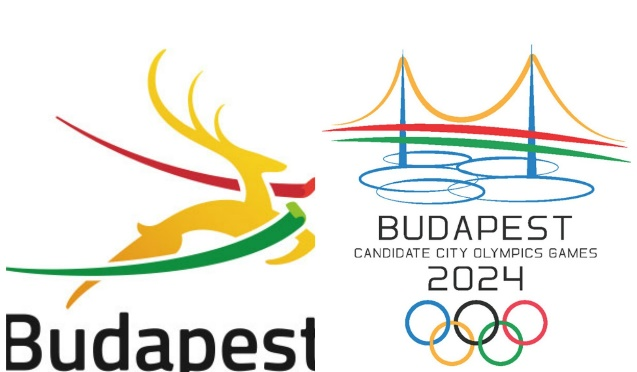 Budapest
BUDAPEST
CANDIDATE CITY OLYMPICS GAMES
2024